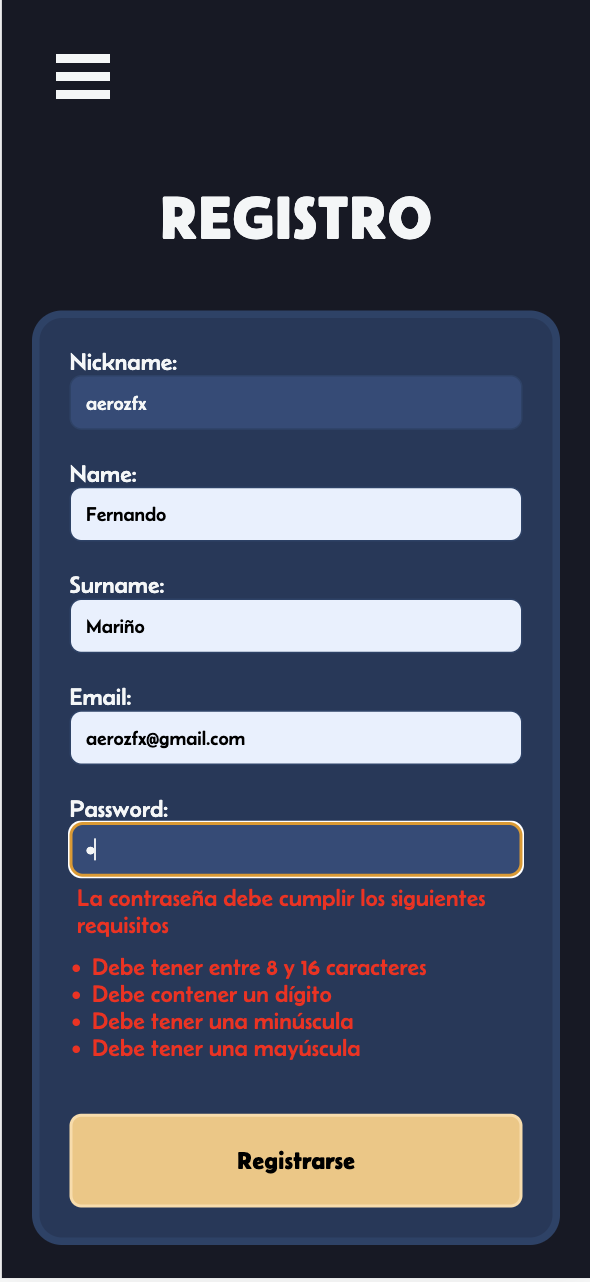 REGISTRO
Nickname:
aerozfx
Name:
Fernando
Surname:
Mariño
Email:
aerozfx@gmail.com
Password:
•
La contraseña debe cumplir los siguientes
requisitos
• Debe tener entre 8 y 16 caracteres
• Debe contener un dígito
• Debe tener una minúscula
• Debe tener una mayúscula
Registrarse